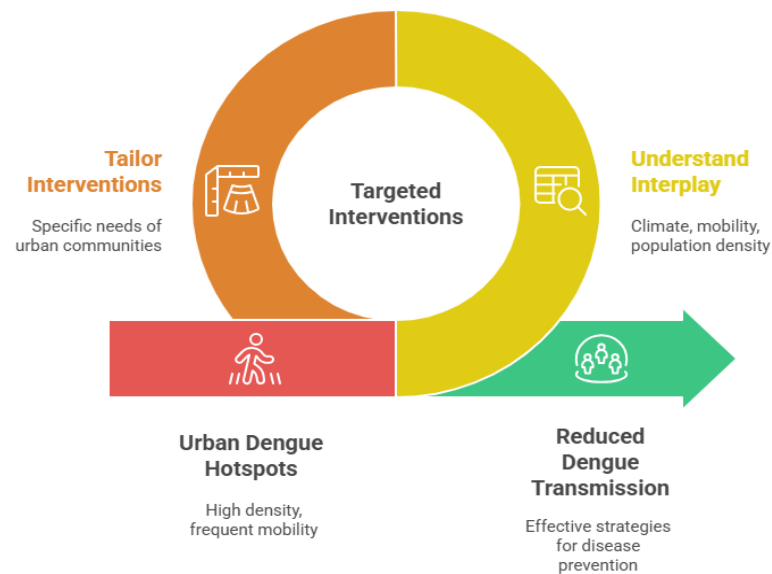 Tailor
Interventions
Specific needs of
urban communities
Targeted
Interventions
Understand
Interplay
Climate, mobility,
population density
Urban Dengue
Hotspots
High density,
frequent mobility
Reduced
Dengue
Transmission
Effective strategies
for disease
prevention